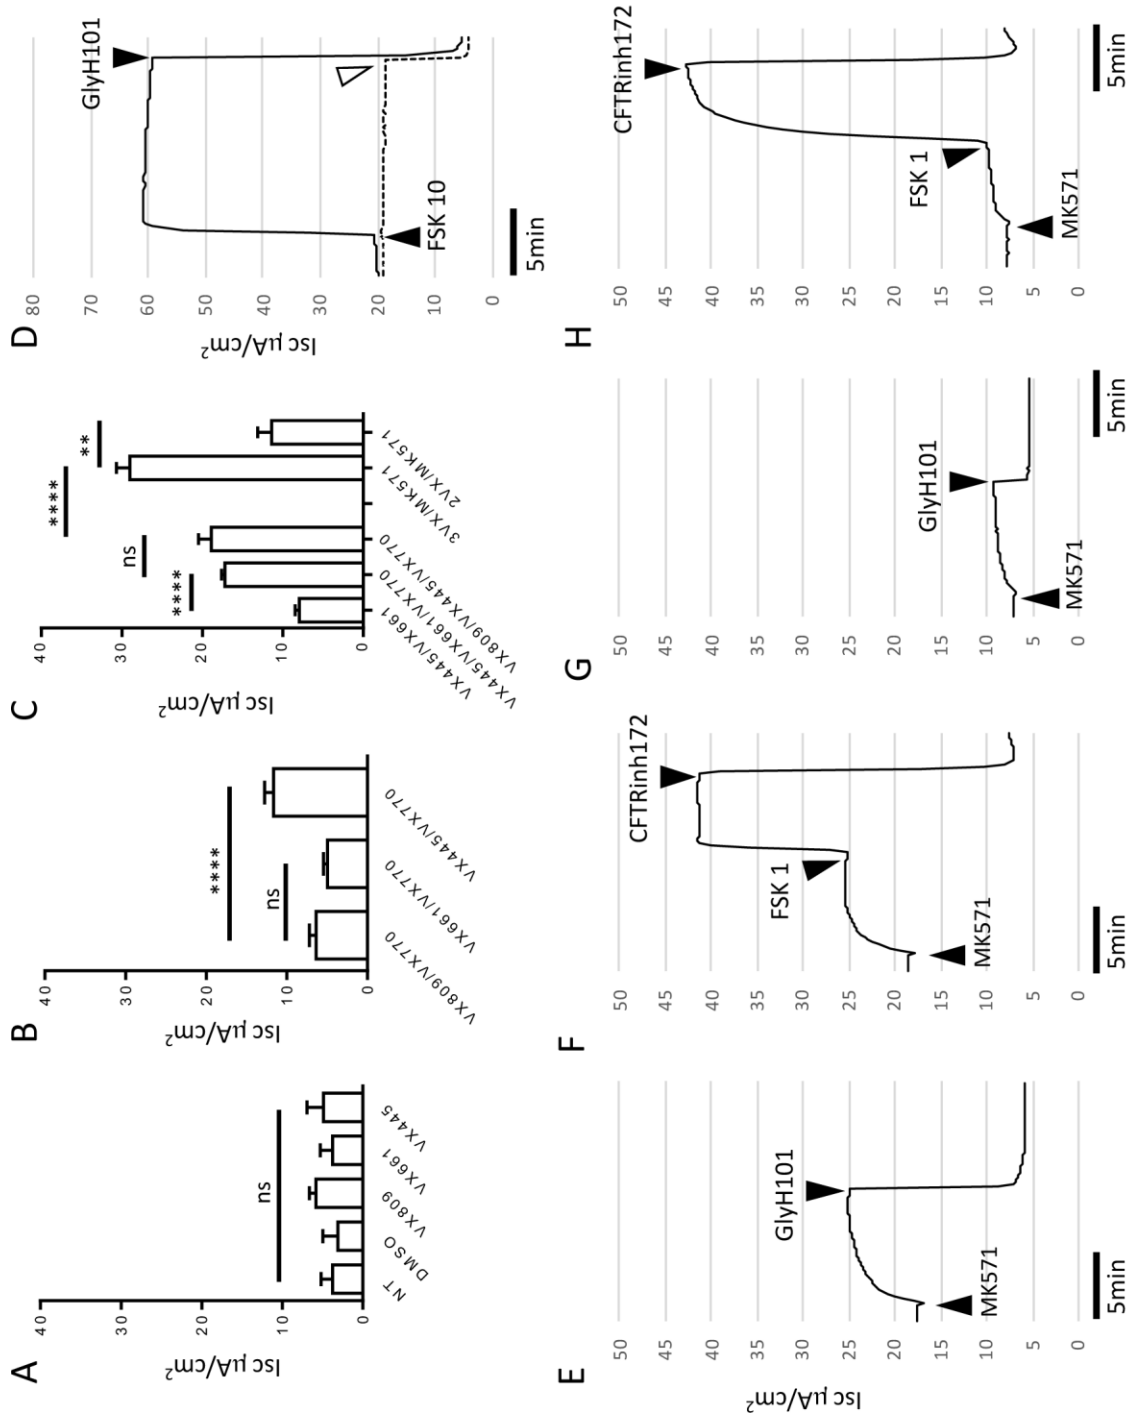 A
Isc µA/cm²
40
30
20
10
0
ns
NT
DMSO
VX809
VX661
VX445
B
Isc µA/cm²
40
30
20
10
0
****
ns
VX809/VX770
VX661/VX770
VX445/VX770
C
Isc µA/cm²
40
30
20
10
0
****
ns
****
**
VX445/VX661
VX445/VX661/VX770
VX809/VX445/VX770
3VX/MK571
2VX/MK571
D
Isc µA/cm²
80
70
60
50
40
30
20
10
0
GlyH101
FSK 10
5min
E
Isc µA/cm²
50
45
40
35
30
25
20
15
10
5
0
GlyH101
MK571
5min
F
50
45
40
35
30
25
20
15
10
5
0
CFTRinh172
FSK 1
MK571
5min
G
50
45
40
35
30
25
20
15
10
5
0
GlyH101
MK571
5min
H
50
45
40
35
30
25
20
15
10
5
0
CFTRinh172
FSK 1
MK571
5min